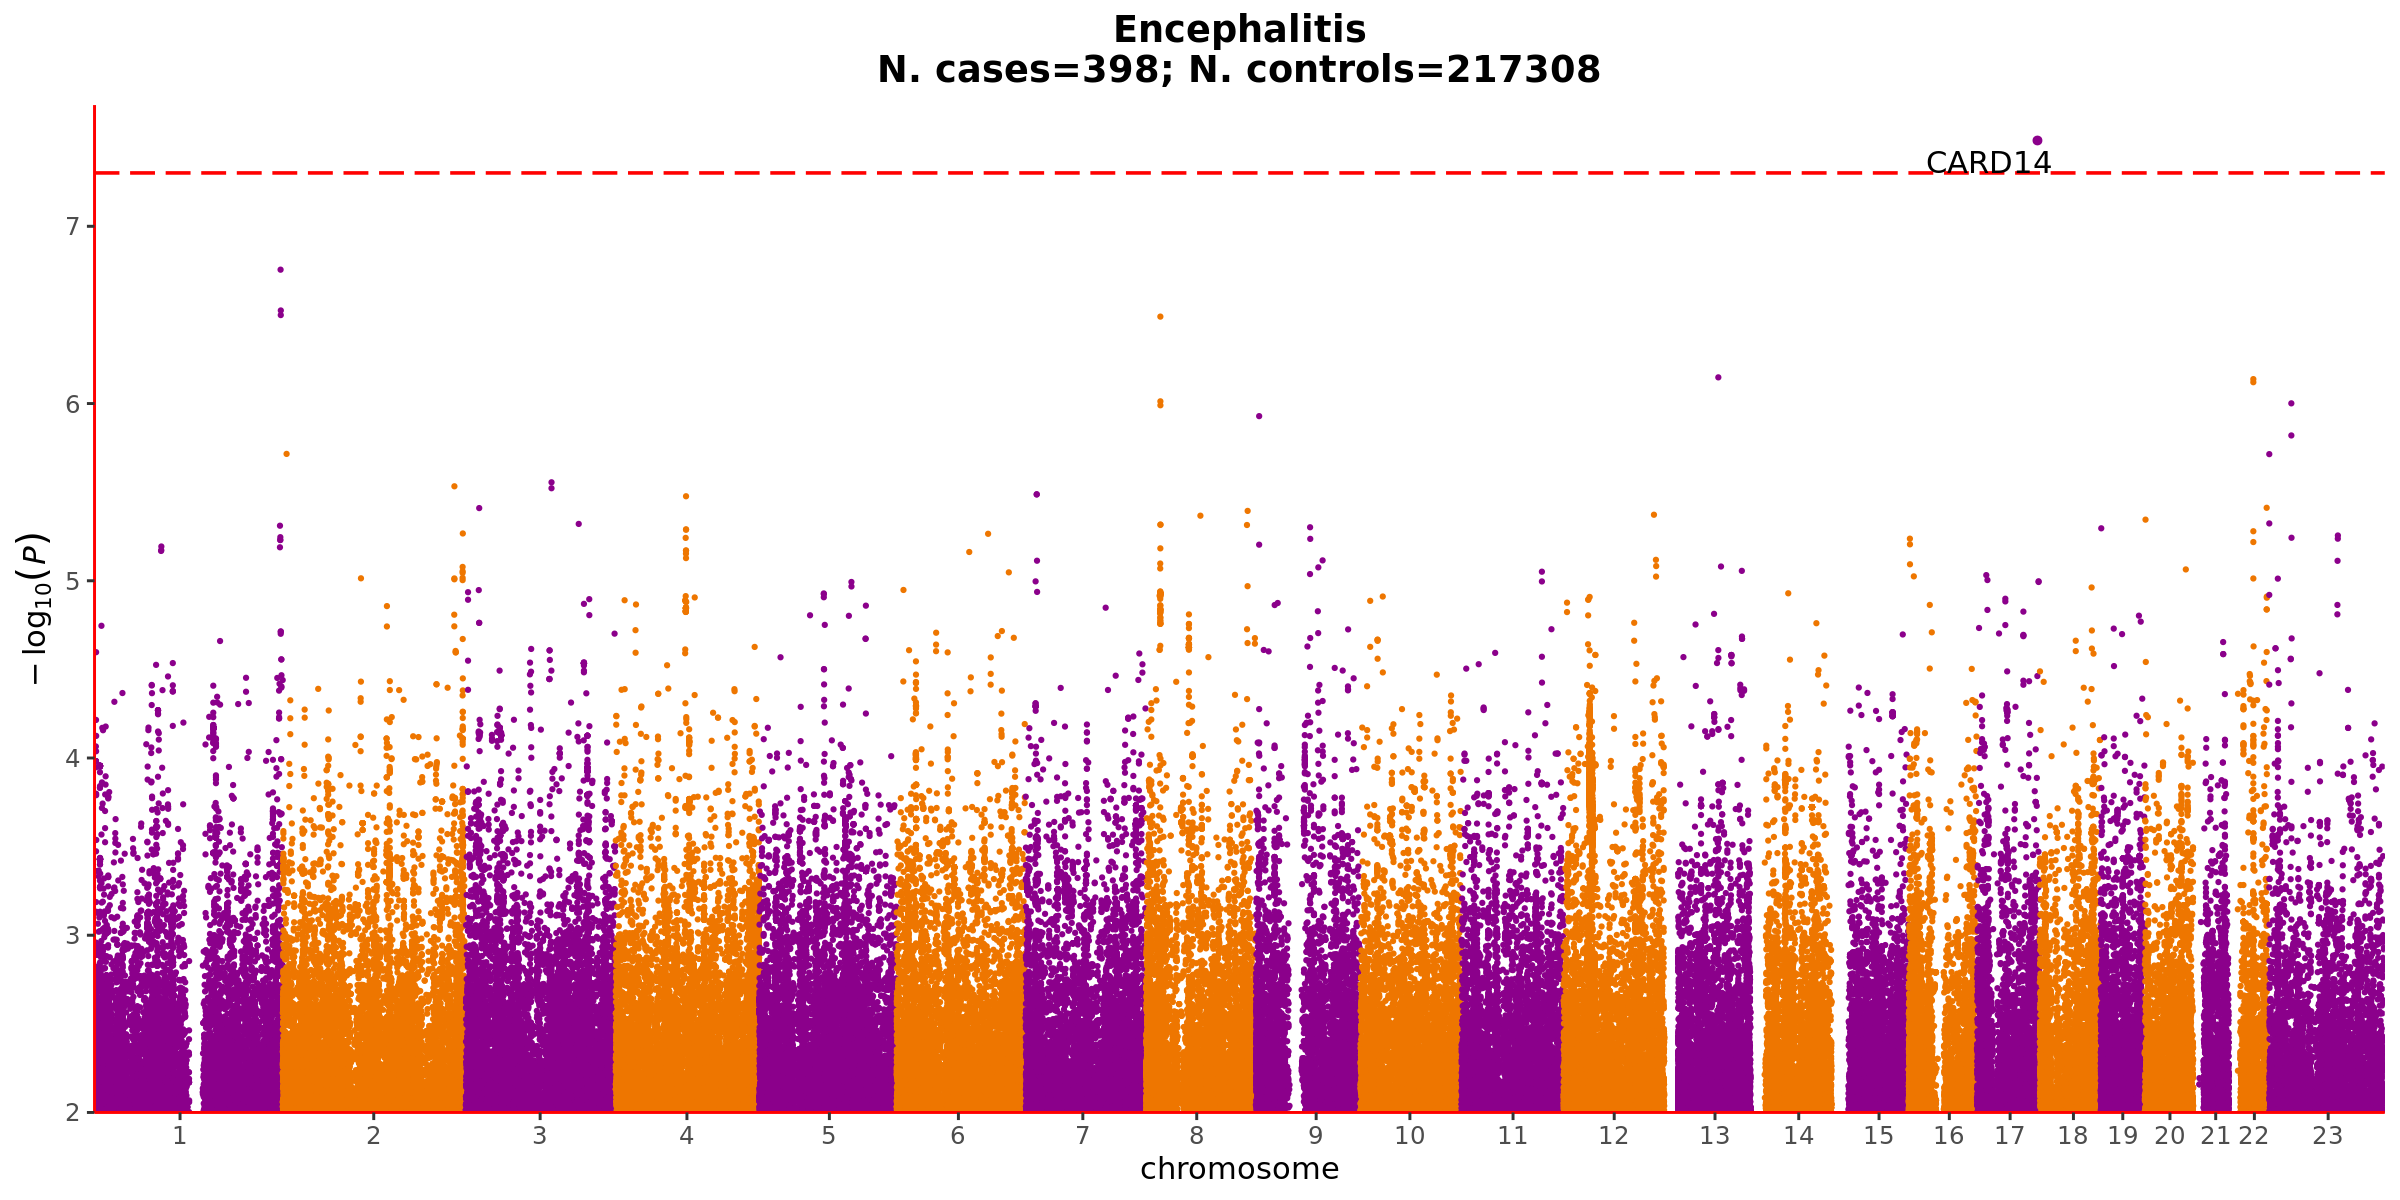 Encephalitis
N. cases=398; N. controls=217308
CARD14
7
6
5
4
3
2
−log10(P)
1 2 3 4 5 6 7 8 9 10 11 12 13 14 15 16 17 18 19 20 21 22 23
chromosome